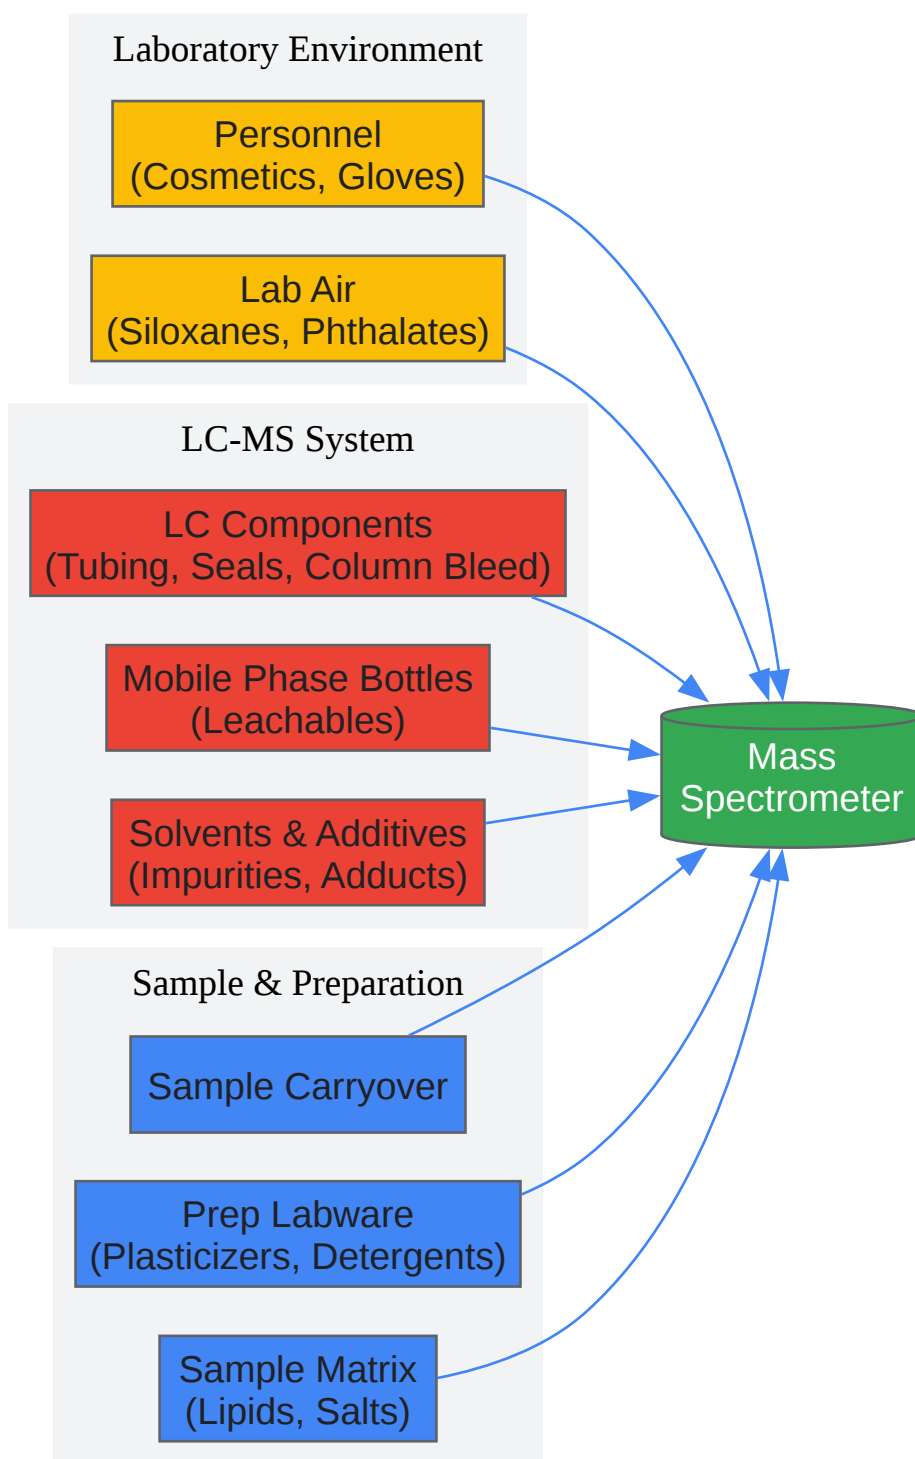 Laboratory Environment
Personnel
(Cosmetics, Gloves)
Lab Air
(Siloxanes, Phthalates)
LC-MS System
LC Components
(Tubing, Seals, Column Bleed)
Mobile Phase Bottles
(Leachables)
Solvents & Additives
(Impurities, Adducts)
Mass
Spectrometer
Sample & Preparation
Sample Carryover
Prep Labware
(Plasticizers, Detergents)
Sample Matrix
(Lipids, Salts)